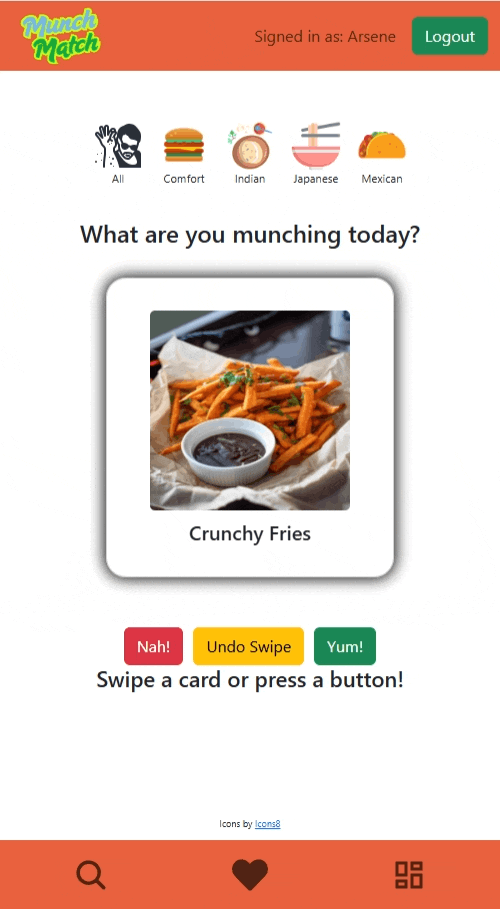 Munch
Match
Signed in as: Arsene
Logout
All
Comfort
Indian
Japanese
Mexican
What are you munching today?
Crunchy Fries
Nah!
Undo Swipe
Yum!
Swipe a card or press a button!
Icons by Icons8